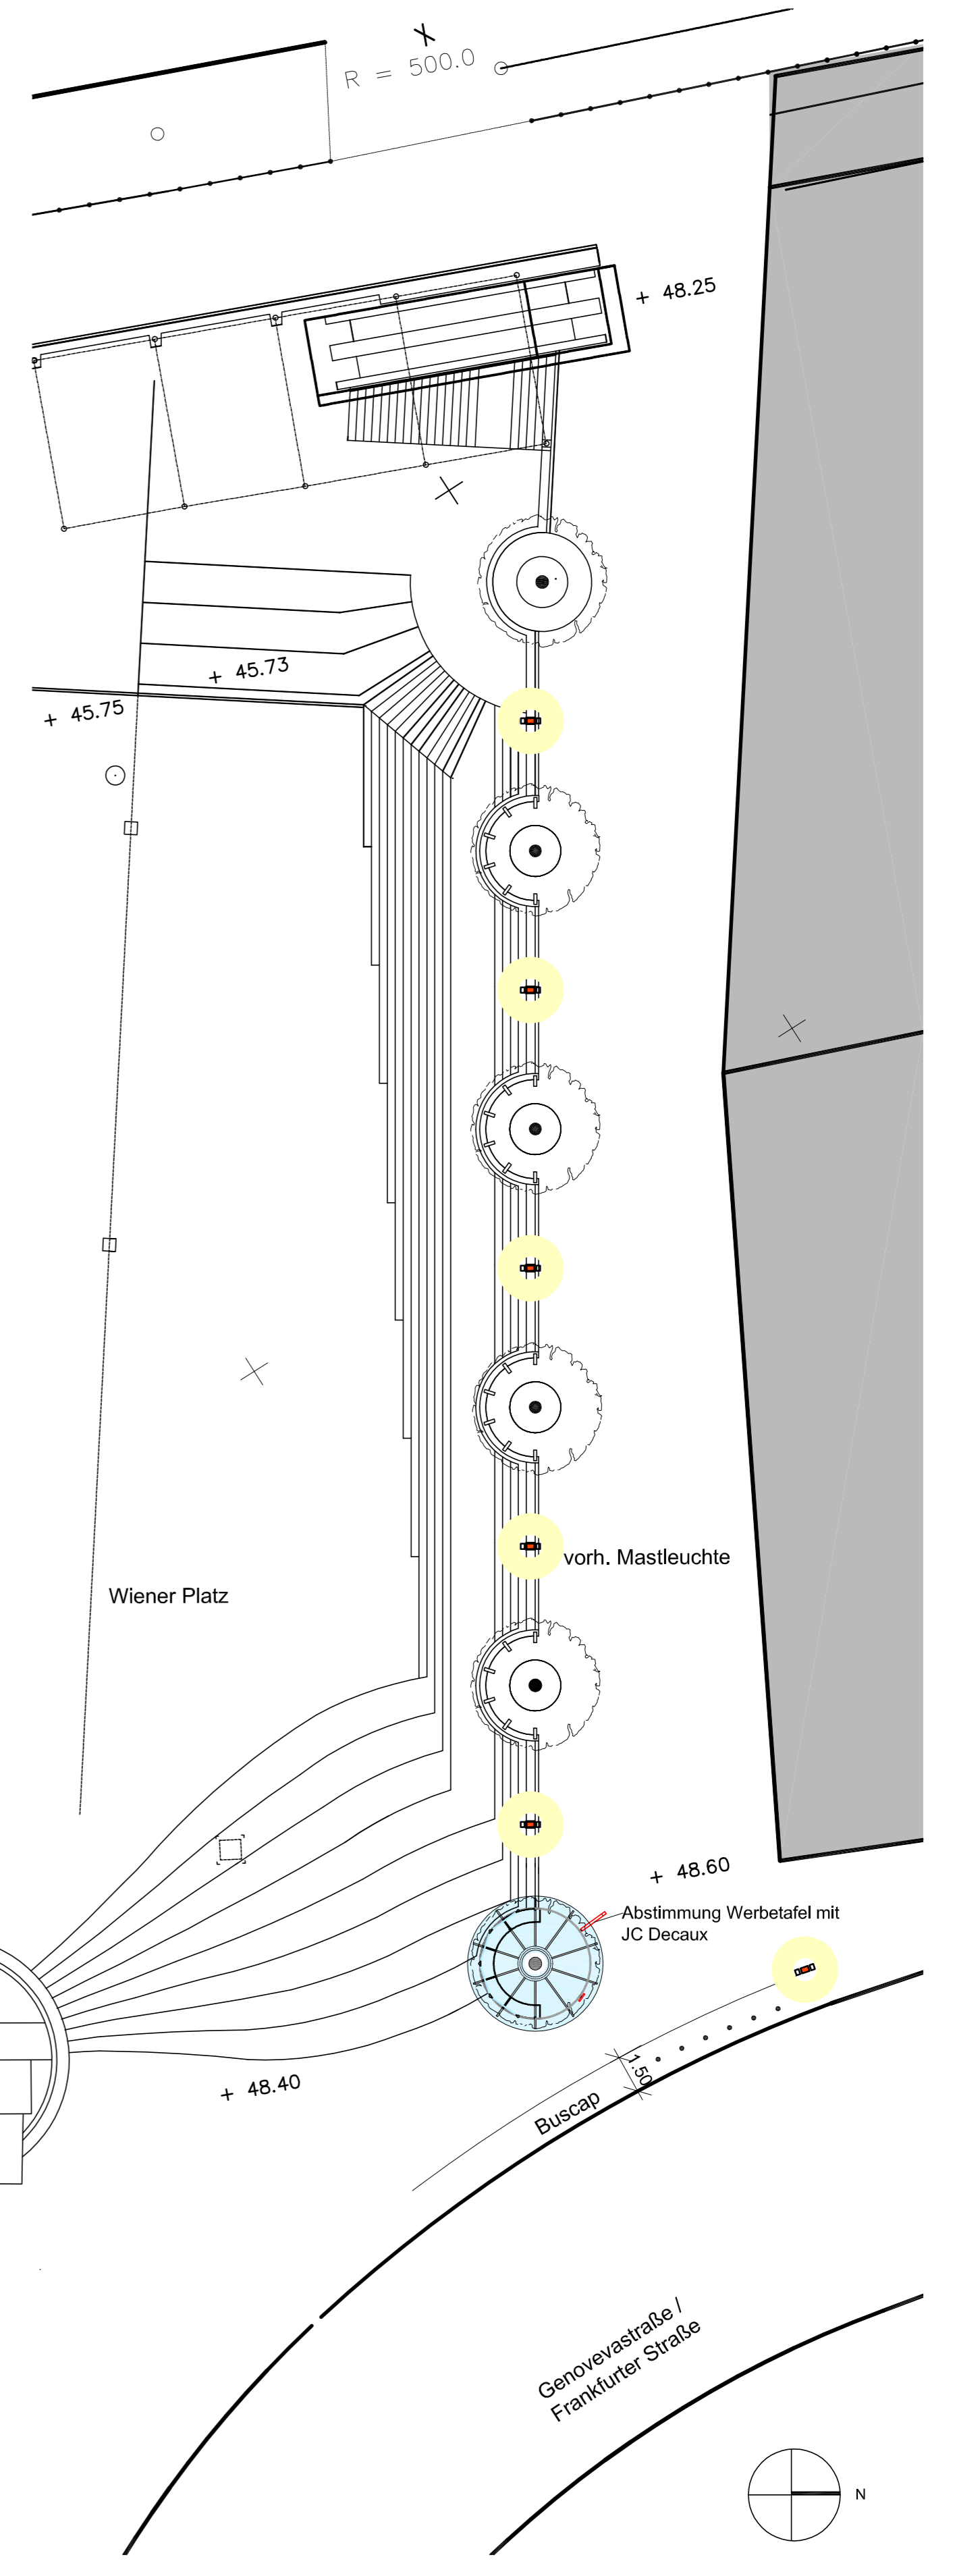 R = 500.0
+ 48.25
+ 45.73
+ 45.75
vorh. Mastleuchte
Wiener Platz
+ 48.60
Abstimmung Werbetafel mit
JC Decaux
1.50
+ 48.40
Buscap
Genovevastraße /
Frankfurter Straße
N